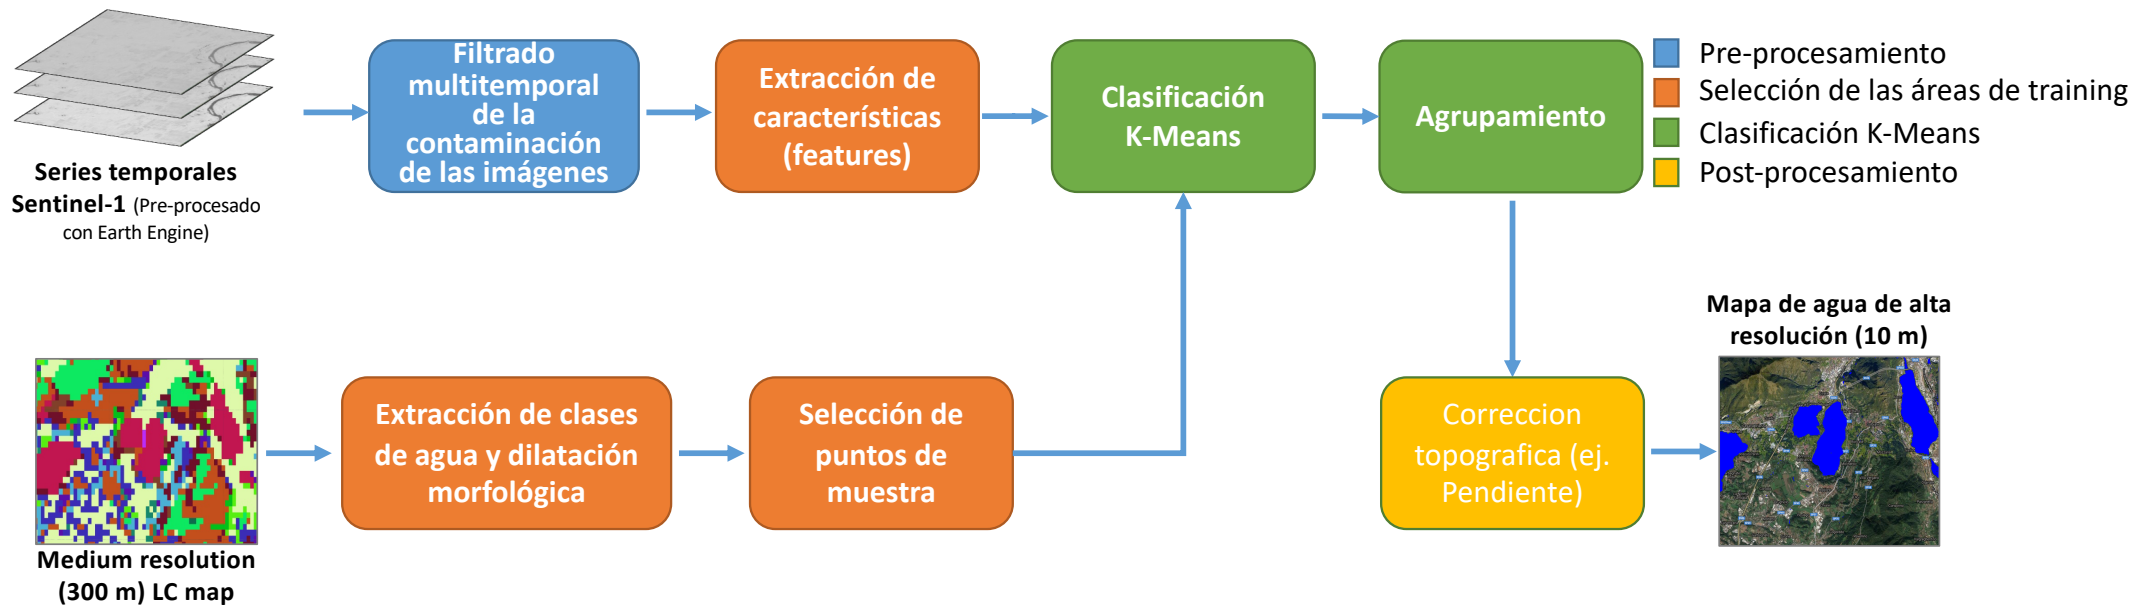 Series temporales
Sentinel-1 (Pre-procesado
con Earth Engine)
Filtrado
multitemporal
de la
contaminación
de las imágenes
Extracción de
características
(features)
Clasificación
K-Means
Agrupamiento
Pre-procesamiento
Selección de las áreas de training
Clasificación K-Means
Post-procesamiento
Medium resolution
(300 m) LC map
Extracción de clases
de agua y dilatación
morfológica
Selección de
puntos de
muestra
Correccion
topografica (ej.
Pendiente)
Mapa de agua de alta
resolución (10 m)